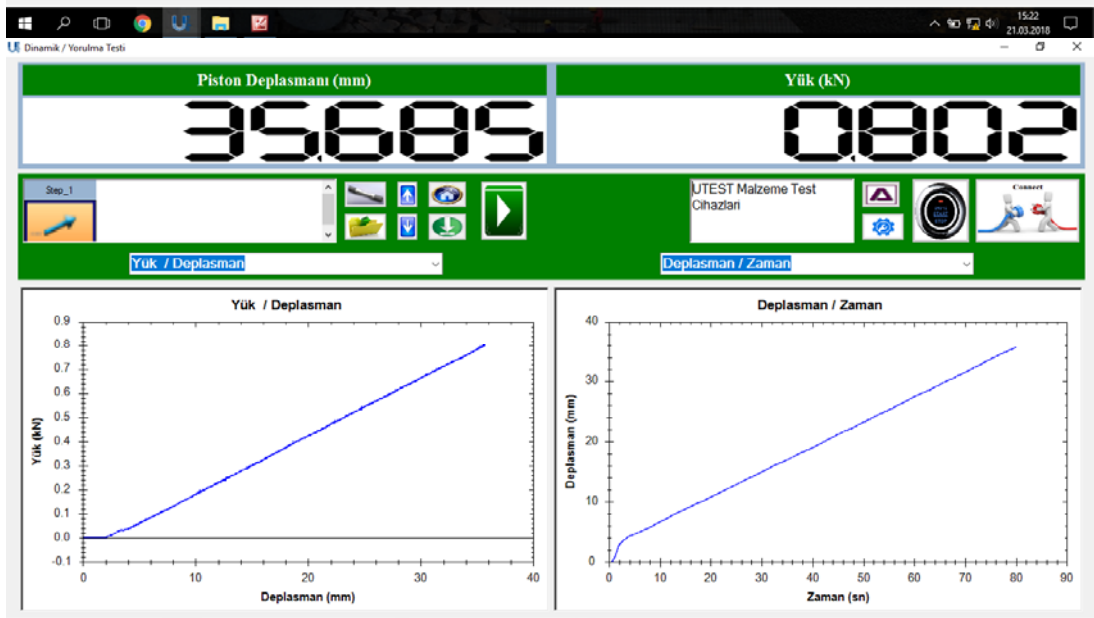 15:22
21.03.2018
Dinamik / Yorulma Testi
Piston Deplasmanı (mm)
Yük (kN)
35.685
0.802
Step_1
UTEST Malzeme Test
Cihazlari
Connect
START
STOP
Yük / Deplasman
Deplasman / Zaman
Yük / Deplasman
0.9
0.8
0.7
0.6
0.5
0.4
0.3
0.2
0.1
0.0
-0.1
Yük (kN)
0
10
20
30
40
Deplasman (mm)
Deplasman / Zaman
40
30
20
10
0
Deplasman (mm)
0
10
20
30
40
50
60
70
80
90
Zaman (sn)